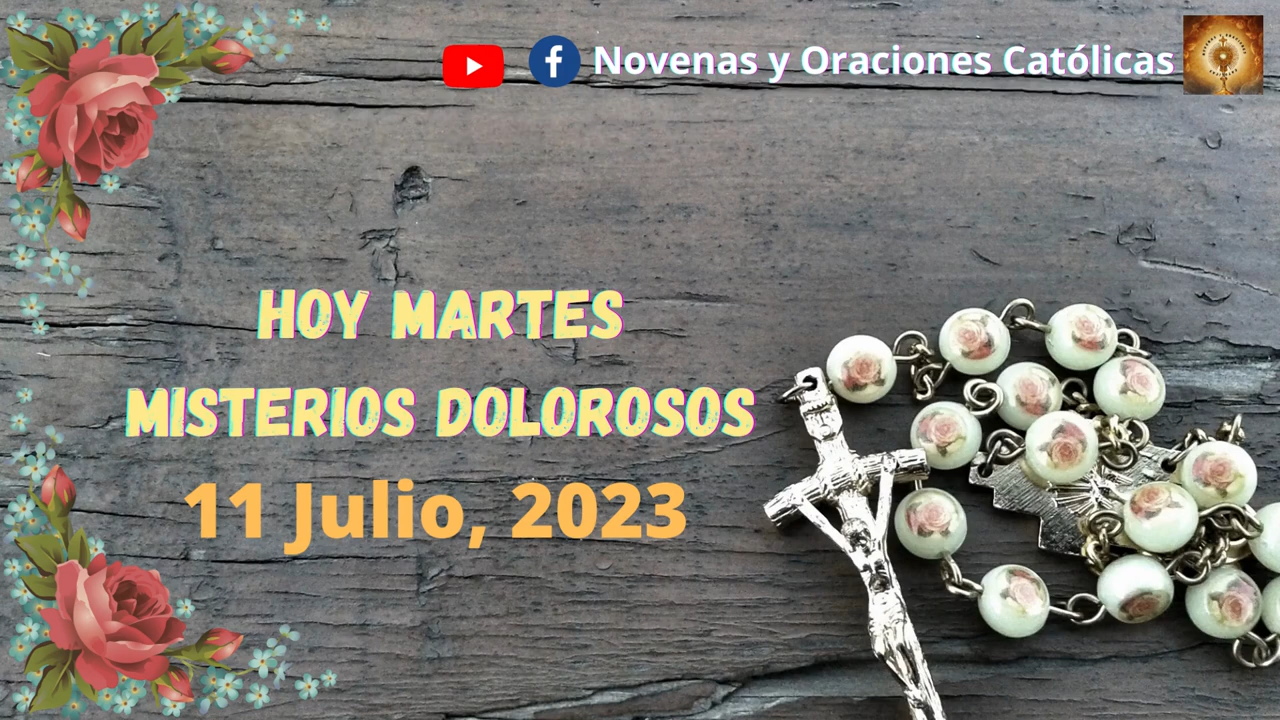 Novenas y Oraciones Católicas
HOY MARTES
MISTERIOS DOLOROSOS
11 Julio, 2023